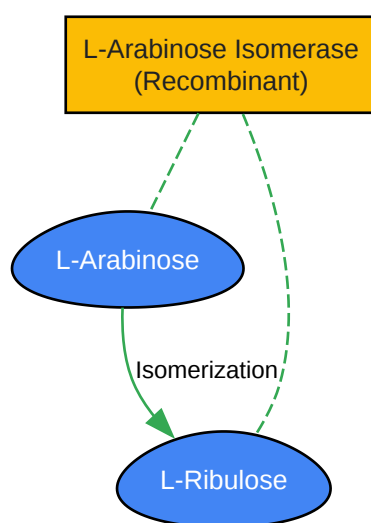 L-Arabinose Isomerase
(Recombinant)
L-Arabinose
Isomerization
L-Ribulose